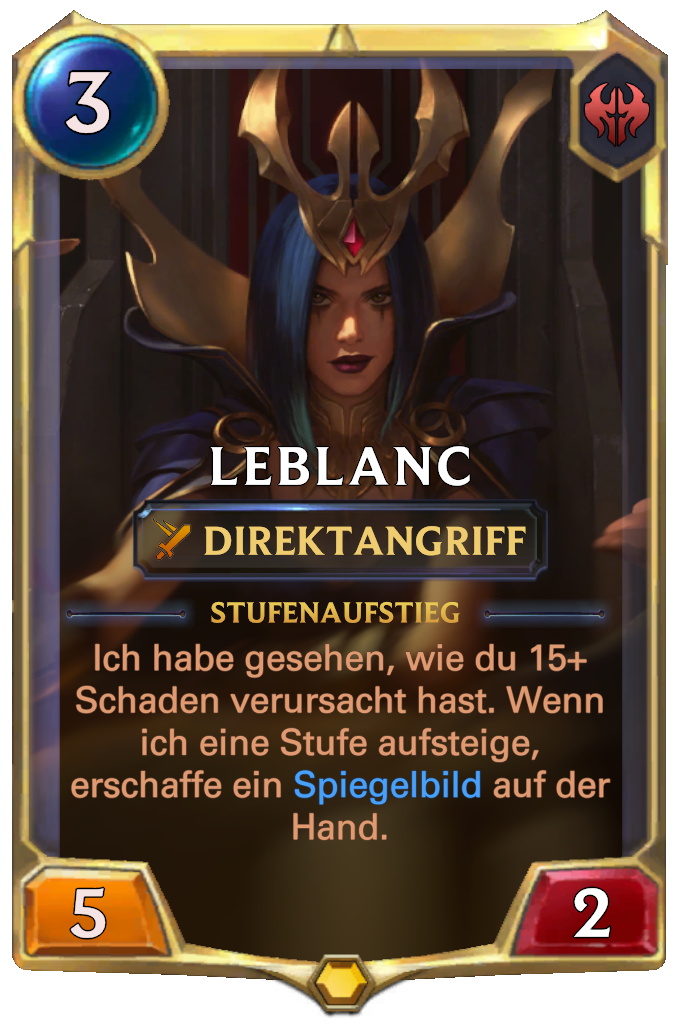 3
LEBLANC
DIREKTANGRIFF
STUFENAUFSTIEG
Ich habe gesehen, wie du 15+
Schaden verursacht hast. Wenn
ich eine Stufe aufsteige,
erschaffe ein Spiegelbild auf der
Hand.
5
2